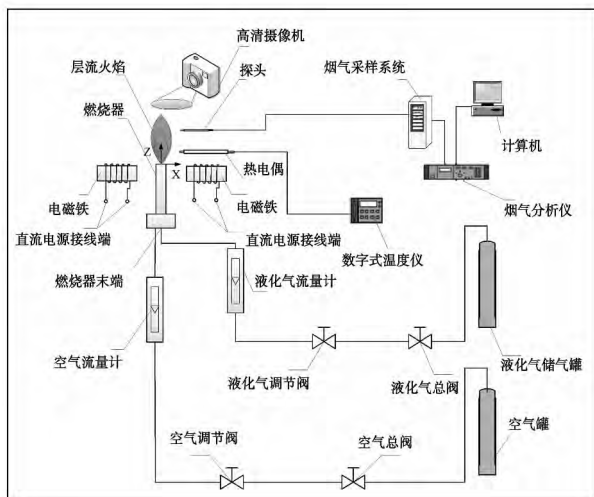 高清摄像机
层流火焰
探头
烟气采样系统
燃烧器
Z
X
计算机
热电偶
电磁铁
电磁铁
烟气分析仪
直流电源接线端
直流电源接线端
数字式温度仪
燃烧器末端
液化气流量计
空气流量计
液化气调节阀
液化气总阀
液化气储气罐
空气调节阀
空气总阀
空气罐